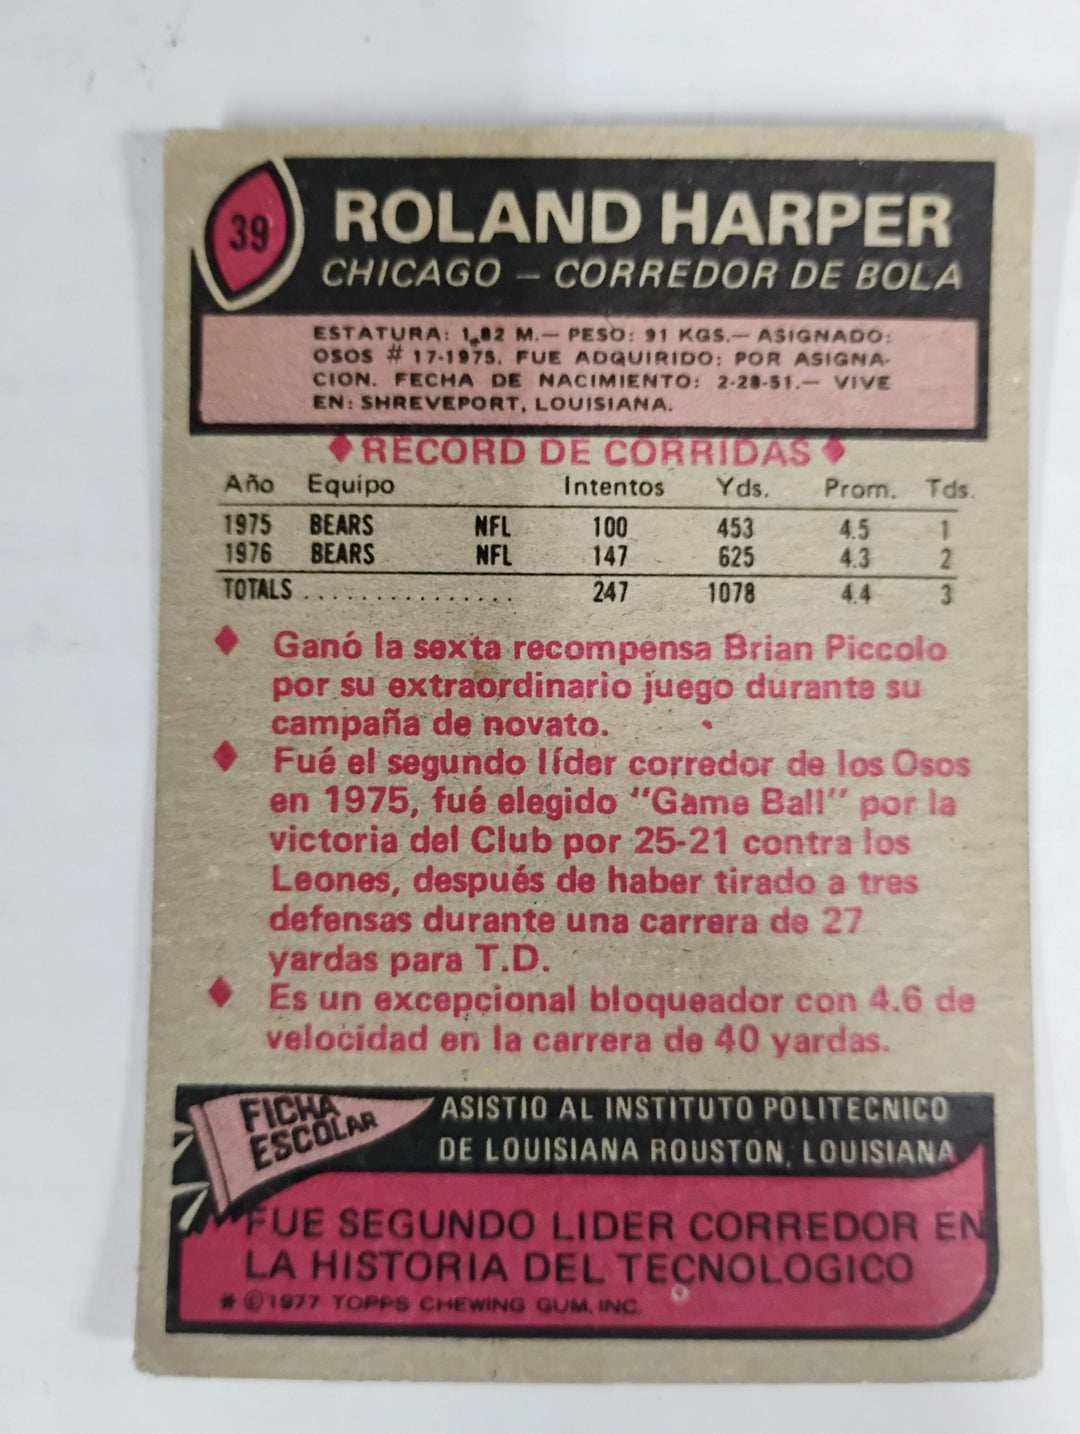 39
ROLAND HARPER
CHICAGO — CORREDOR DE BOLA
ESTATURA: 1,82 M.— PESO: 91 KGS.— ASIGNADO:
OSOS # 17-1975. FUE ADQUIRIDO: POR ASIGNA-
CION. FECHA DE NACIMIENTO: 2-28-51.— VIVE
EN: SHREVEPORT, LOUISIANA.
♦ RECORD DE CORRIDAS ♦
Año Equipo Intentos Yds. Prom. Tds.
1975 BEARS NFL 100 453 4.5 1
1976 BEARS NFL 147 625 4.3 2
TOTALS ............... 247 1078 4.4 3
♦ Ganó la sexta recompensa Brian Piccolo
por su extraordinario juego durante su
campaña de novato.
♦ Fué el segundo líder corredor de los Osos
en 1975, fué elegido "Game Ball" por la
victoria del Club por 25-21 contra los
Leones, después de haber tirado a tres
defensas durante una carrera de 27
yardas para T.D.
♦ Es un excepcional bloqueador con 4.6 de
velocidad en la carrera de 40 yardas.
FICHA
ESCOLAR
ASISTIO AL INSTITUTO POLITECNICO
DE LOUISIANA ROUSTON, LOUISIANA
FUE SEGUNDO LIDER CORREDOR EN
LA HISTORIA DEL TECNOLOGICO
* ©1977 TOPPS CHEWING GUM, INC.